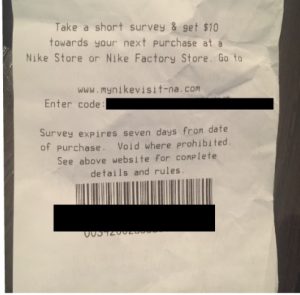 Take a short survey & get $10
towards your next purchase at a
Nike Store or Nike Factory Store. Go to
www.mynikevisit-na.com
Enter code:
Survey expires seven days from date
of purchase. Void where prohibited.
See above website for complete
details and rules.